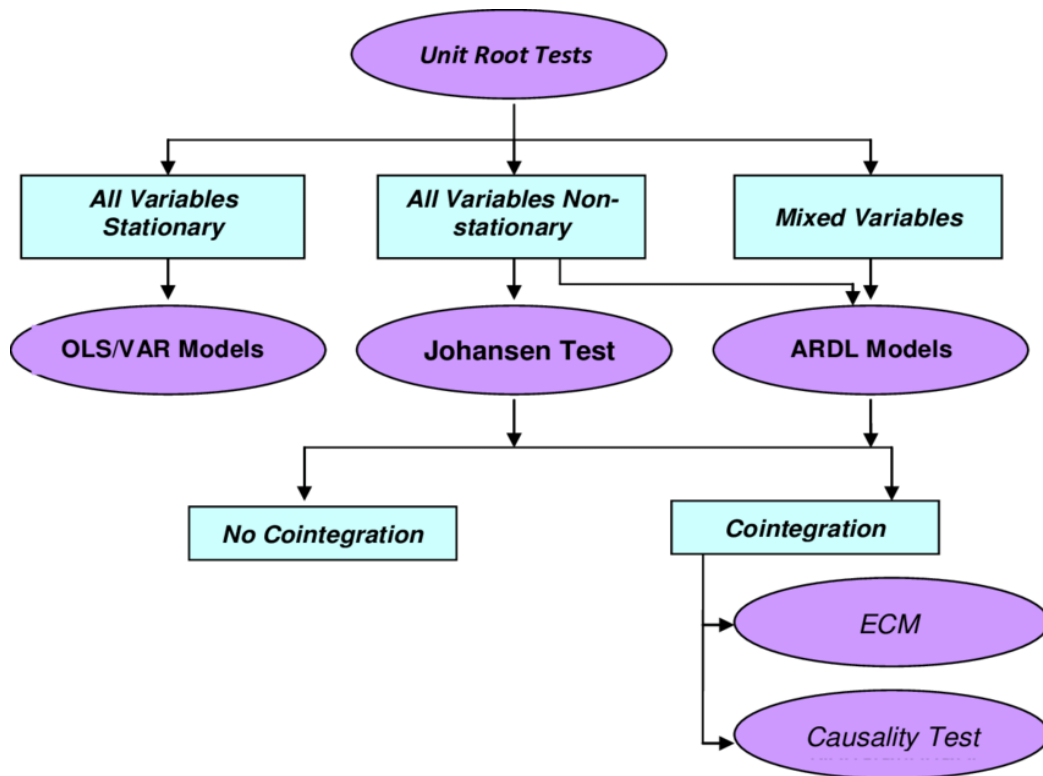 Unit Root Tests
All Variables
Stationary
All Variables Non-
stationary
Mixed Variables
OLS/VAR Models
Johansen Test
ARDL Models
No Cointegration
Cointegration
ECM
Causality Test